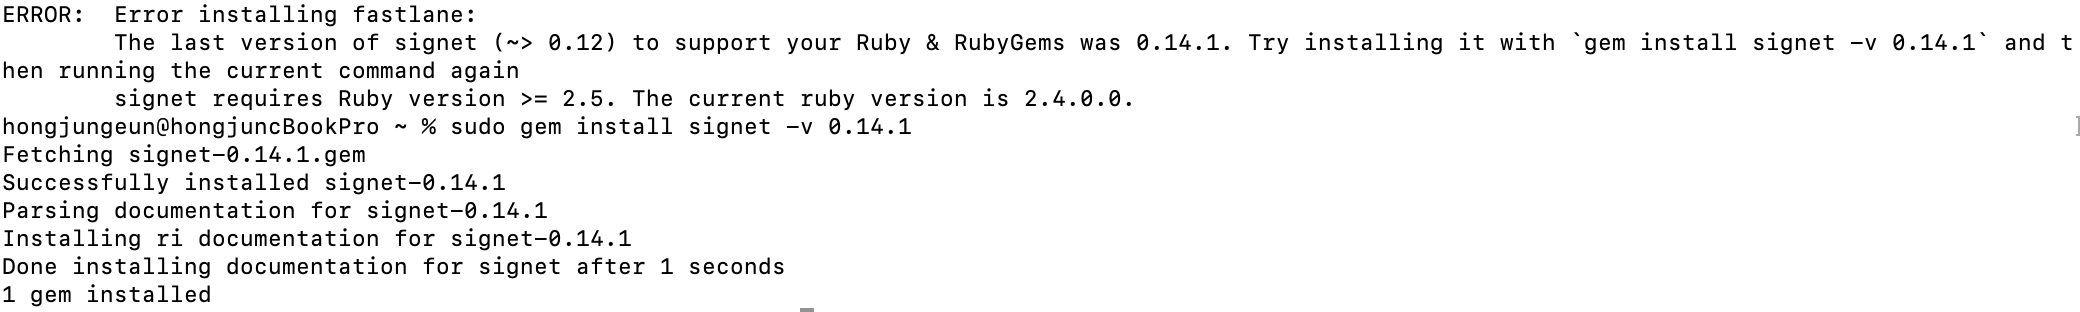 ERROR:  Error installing fastlane:
        The last version of signet (~> 0.12) to support your Ruby & RubyGems was 0.14.1. Try installing it with `gem install signet -v 0.14.1` and t
hen running the current command again
        signet requires Ruby version >= 2.5. The current ruby version is 2.4.0.0.
hongjungeun@hongjuncBookPro ~ % sudo gem install signet -v 0.14.1 ]
Fetching signet-0.14.1.gem
Successfully installed signet-0.14.1
Parsing documentation for signet-0.14.1
Installing ri documentation for signet-0.14.1
Done installing documentation for signet after 1 seconds
1 gem installed